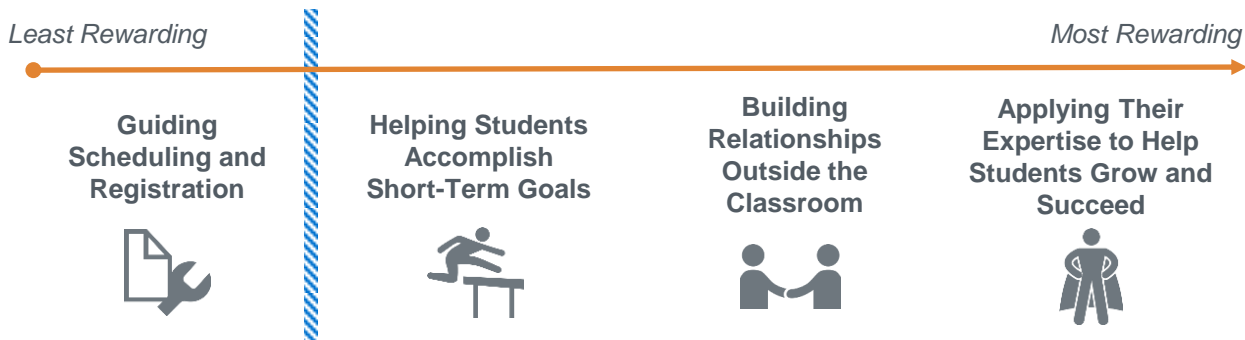 Least Rewarding
Most Rewarding
Guiding
Scheduling and
Registration
Helping Students
Accomplish
Short-Term Goals
Building
Relationships
Outside the
Classroom
Applying Their
Expertise to Help
Students Grow and
Succeed